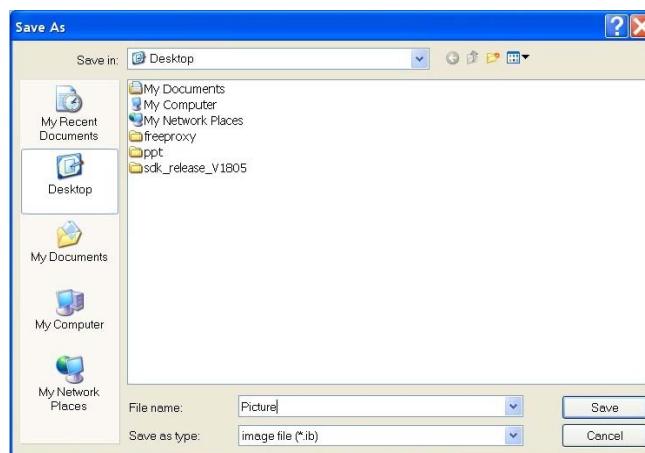 Save As
Save in:
Desktop
My Recent
Documents
Desktop
My Documents
My Computer
My Network
Places
My Documents
My Computer
My Network Places
freeproxy
ppt
sdk_release_V1805
File name:
Picture
Save
Save as type:
image file (*.ib)
Cancel